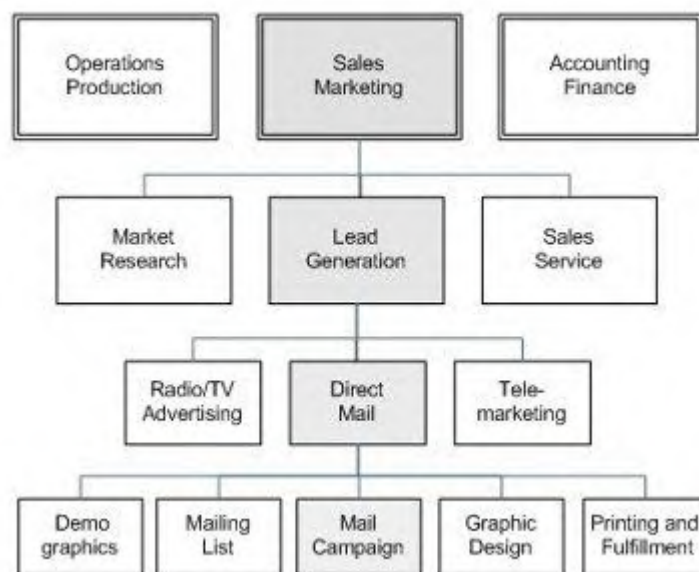 Operations
Production
Sales
Marketing
Accounting
Finance
Market
Research
Lead
Generation
Sales
Service
Radio/TV
Advertising
Direct
Mail
Tele-
marketing
Demo
graphics
Mailing
List
Mail
Campaign
Graphic
Design
Printing and
Fulfillment